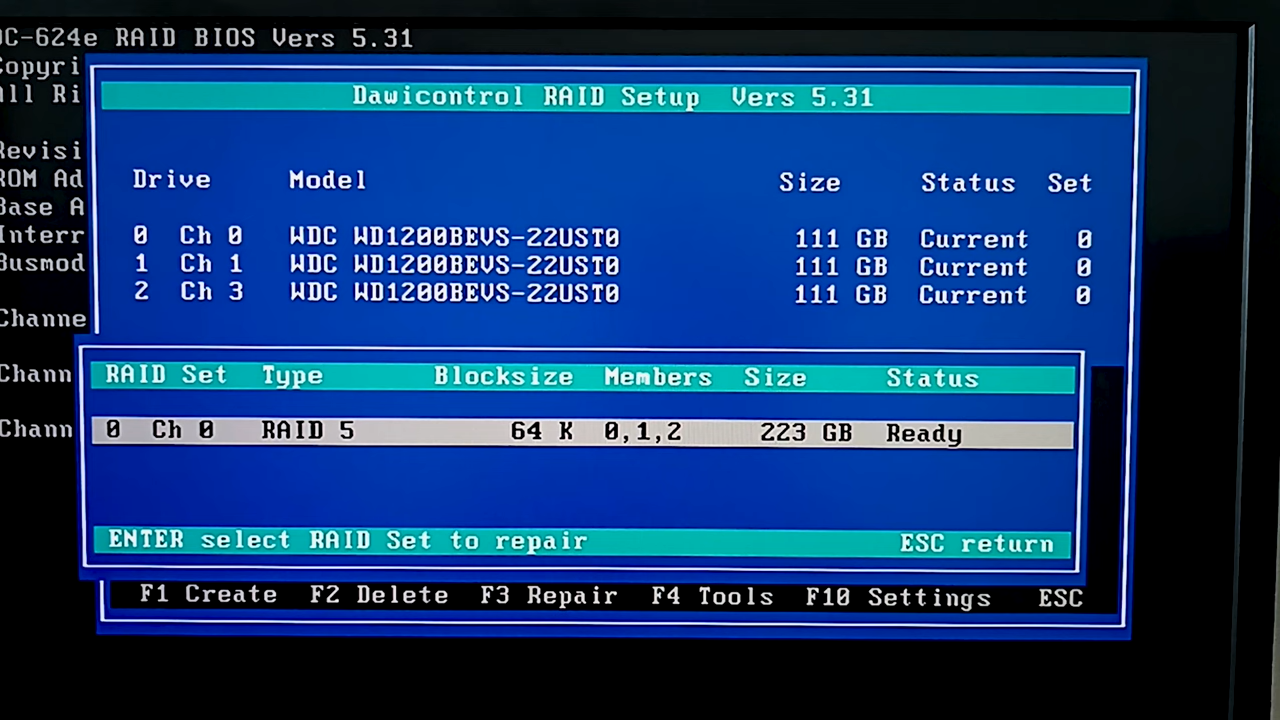 DC-624e RAID BIOS Vers 5.31
Copyri
All Ri
Dawicontrol RAID Setup Vers 5.31
Revisi
ROM Ad
Drive Model Size Status Set
Base A
Interr
0 Ch 0 WDC WD1200BEVS-22UST0 111 GB Current 0
Busmod
1 Ch 1 WDC WD1200BEVS-22UST0 111 GB Current 0
2 Ch 3 WDC WD1200BEVS-22UST0 111 GB Current 0
Channe
Chann
RAID Set Type Blocksize Members Size Status
Chann
0 Ch 0 RAID 5 64 K 0,1,2 223 GB Ready
ENTER select RAID Set to repair ESC return
F1 Create F2 Delete F3 Repair F4 Tools F10 Settings ESC